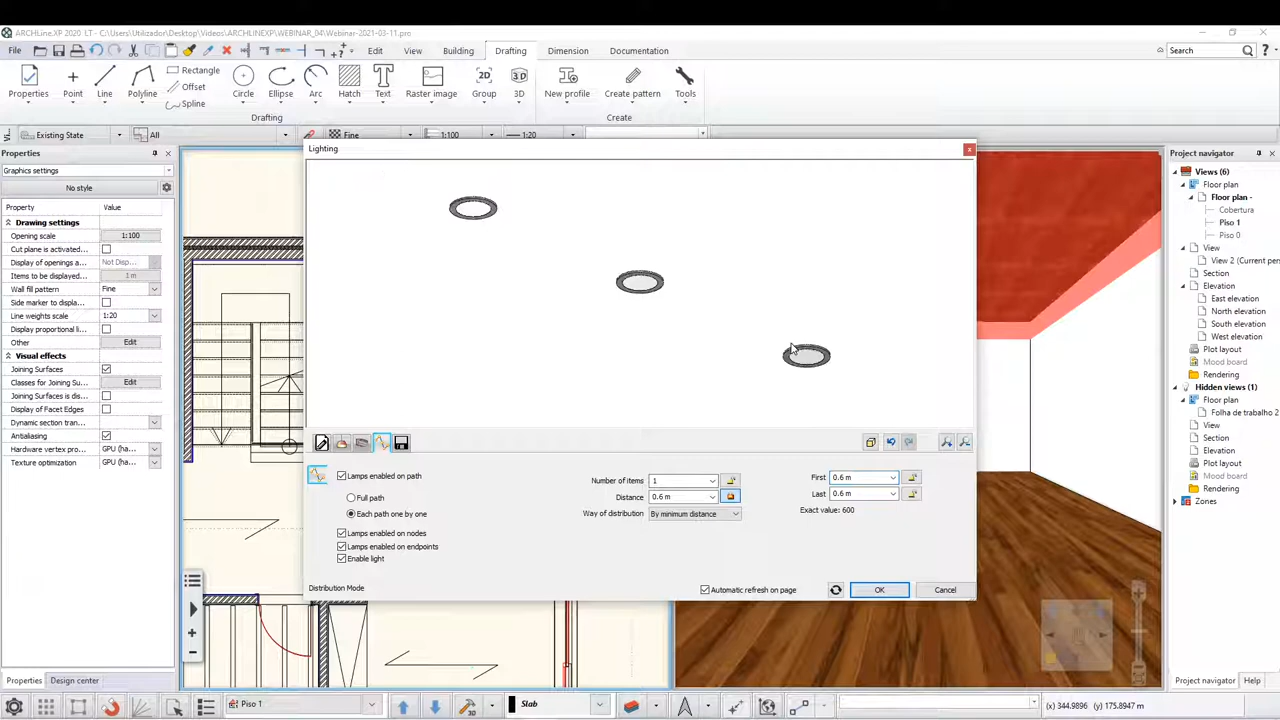 ARCHLine.XP 2020 LT - C:\Users\Utilizador\Desktop\Videos\ARCHLINEXP\WEBINAR_04\Webinar-2021-03-11.pro
File Edit View Building Drafting Dimension Documentation Search
Properties Point Line Polyline Rectangle Offset Spline Circle Ellipse Arc Hatch Text Raster image Group 3D New profile Create pattern Tools
2D 3D
Drafting Create
Existing State All Fine 1:100 1:20
Properties
Graphics settings
No style
Property Value
Drawing settings
Opening scale 1:100
Cut plane is activated...
Display of openings a... Not Disp...
Items to be displayed... 1 m
Wall fill pattern Fine
Side marker to displa...
Line weights scale 1:20
Display proportional li...
Other Edit
Visual effects
Joining Surfaces
Classes for Joining Su... Edit
Joining Surfaces is di...
Display of Facet Edges
Dynamic section tran...
Antialiasing
Hardware vertex proc... GPU (ha...
Texture optimization GPU (ha...
Properties Design center
Lighting
Lamps enabled on path
Full path
Each path one by one
Lamps enabled on nodes
Lamps enabled on endpoints
Enable light
Number of items 1
Distance 0.6 m
Way of distribution By minimum distance
First 0.6 m
Last 0.6 m
Exact value: 600
Distribution Mode
Automatic refresh on page OK Cancel
Project navigator
Views (6)
Floor plan
Floor plan -
Cobertura
Piso 1
Piso 0
View
View 2 (Current per
Section
Elevation
East elevation
North elevation
South elevation
West elevation
Plot layout
Mood board
Rendering
Hidden views (1)
Floor plan
Folha de trabalho 2
View
Section
Elevation
Plot layout
Mood board
Rendering
Zones
Project navigator Help
Piso 1 Slab (x) 344.9896 (y) 175.8947 m